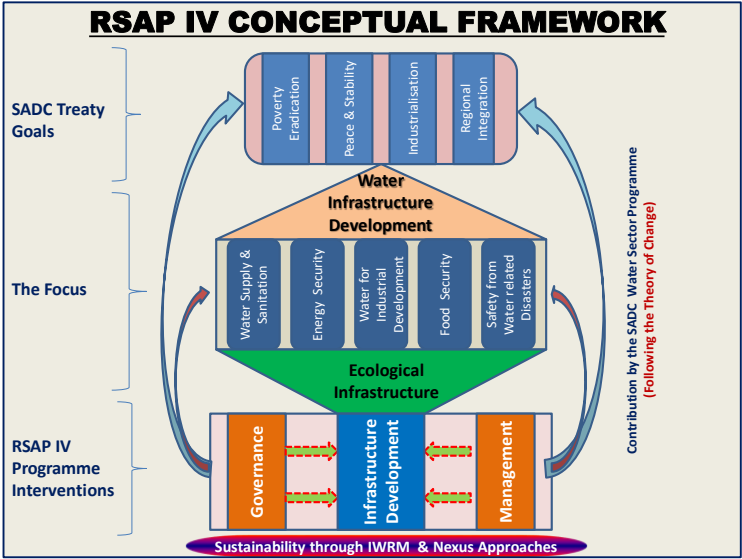 RSAP IV CONCEPTUAL FRAMEWORK
SADC Treaty
Goals
Poverty
Eradication
Peace & Stability
Industrialisation
Regional
Integration
Water
Infrastructure
Development
The Focus
Water Supply &
Sanitation
Energy Security
Water for
Industrial
Development
Food Security
Safety from
Water related
Disasters
Ecological
Infrastructure
RSAP IV
Programme
Interventions
Governance
Infrastructure
Development
Management
Sustainability through IWRM & Nexus Approaches
Contribution by the SADC Water Sector Programme
(Following the Theory of Change)